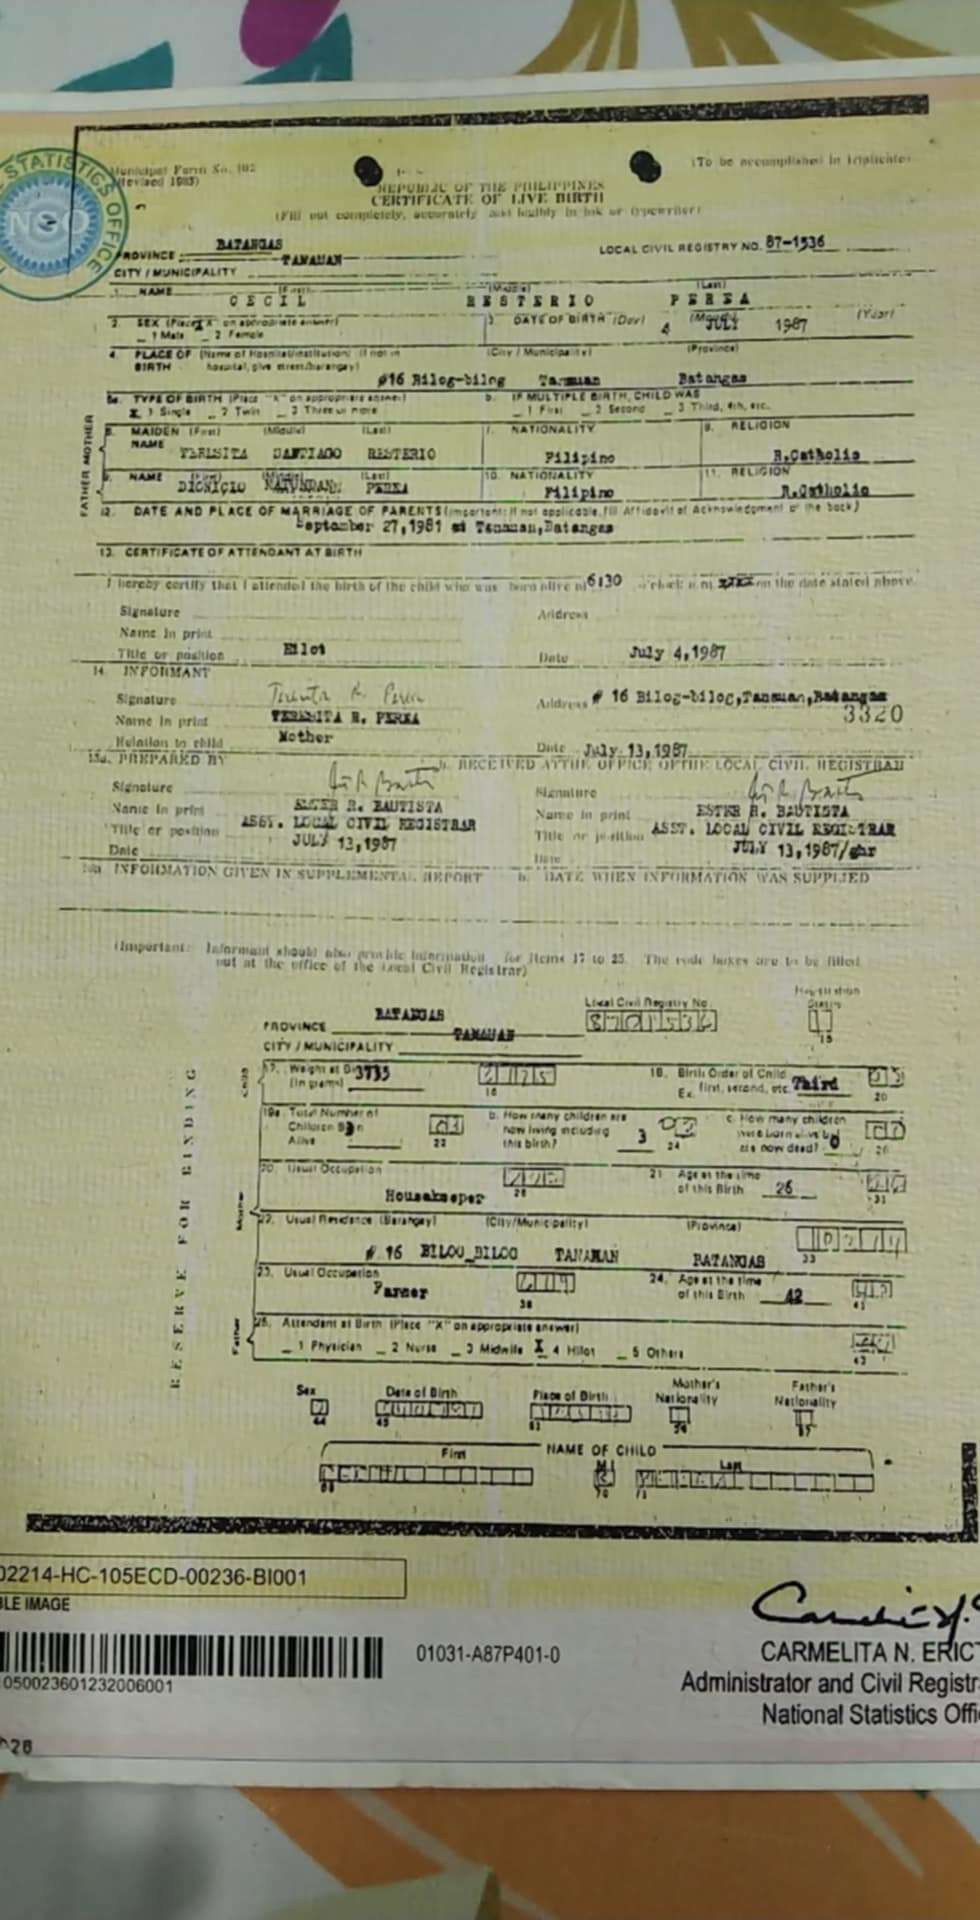 STATISTICS OFFICE
NSO
Municipal Form No. 102
(Revised 1983)
(To be accomplished in triplicate)
REPUBLIC OF THE PHILIPPINES
CERTIFICATE OF LIVE BIRTH
(Fill out completely, accurately and legibly in ink or typewriter)
PROVINCE BATANGAS
LOCAL CIVIL REGISTRY NO. 87-1536
CITY / MUNICIPALITY TANAUAN
1. NAME (First) (Middle) (Last)
CECIL RESTERIO PEREA
2. SEX (Place X on appropriate answer) 3. DATE OF BIRTH (Day) (Month) (Year)
1 Male 2 Female 4 JULY 1987
4. PLACE OF BIRTH (Name of Hospital/Institution) (If not in hospital, give street/barangay) (City / Municipality) (Province)
#16 Bilog-bilog Tanauan Batangas
5a. TYPE OF BIRTH (Place "X" on appropriate answer) b. IF MULTIPLE BIRTH, CHILD WAS
X 1 Single 2 Twin 3 Three or more 1 First 2 Second 3 Third, 4th, etc.
MOTHER
6. MAIDEN NAME (First) (Middle) (Last) 7. NATIONALITY 8. RELIGION
TERESITA SANTIAGO RESTERIO Filipino R.Catholic
FATHER
9. NAME (First) (Middle) (Last) 10. NATIONALITY 11. RELIGION
DIONICIO PEREA Filipino R.Catholic
12. DATE AND PLACE OF MARRIAGE OF PARENTS (Important: If not applicable, fill Affidavit of Acknowledgment at the back)
September 27,1981 at Tanauan,Batangas
13. CERTIFICATE OF ATTENDANT AT BIRTH
I hereby certify that I attended the birth of the child who was born alive at 6:30 o'clock a.m. on the date stated above.
Signature Address
Name in print
Title or position Hilot Date July 4,1987
14. INFORMANT
Signature Teresita R. Perea Address # 16 Bilog-bilog,Tanauan,Batangas
3320
Name in print TERESITA R. PEREA
Relation to child Mother Date July 13,1987
15a. PREPARED BY b. RECEIVED AT THE OFFICE OF THE LOCAL CIVIL REGISTRAR
Signature Signature
Name in print ESTER R. BAUTISTA Name in print ESTER R. BAUTISTA
Title or position ASST. LOCAL CIVIL REGISTRAR Title or position ASST. LOCAL CIVIL REGISTRAR
Date JULY 13,1987 Date JULY 13,1987/ghr
16a. INFORMATION GIVEN IN SUPPLEMENTAL REPORT b. DATE WHEN INFORMATION WAS SUPPLIED
(Important: Informant should also provide information for items 17 to 25. The code boxes are to be filled
out at the office of the Local Civil Registrar)
RESERVE FOR BINDING
PROVINCE BATANGAS Local Civil Registry No. 8701536 Registration Status
15
CITY / MUNICIPALITY TANAUAN
Child
17. Weight at Birth (in grams) 3735 16 18. Birth Order of Child Ex. first, second, etc. Third 20
Mother
19a. Total Number of Children Born Alive 3 22 b. How many children are now living including this birth? 3 24 c. How many children were born alive but are now dead? 0 26
20. Usual Occupation 28 21. Age at the time of this Birth 26 31
Housekeeper
22. Usual Residence (Barangay) (City/Municipality) (Province) 33
# 16 BILOG_BILOG TANAUAN BATANGAS
Father
23. Usual Occupation 38 24. Age at the time of this Birth 42 41
Farmer
25. Attendant at Birth (Place "X" on appropriate answer)
1 Physician 2 Nurse 3 Midwife X 4 Hilot 5 Others 43
Sex Date of Birth Place of Birth Mother's Nationality Father's Nationality
44 45
NAME OF CHILD
First M.I. Last
70 71
02214-HC-105ECD-00236-BI001
BLE IMAGE
050023601232006001
01031-A87P401-0
CARMELITA N. ERICT
Administrator and Civil Registra
National Statistics Offi